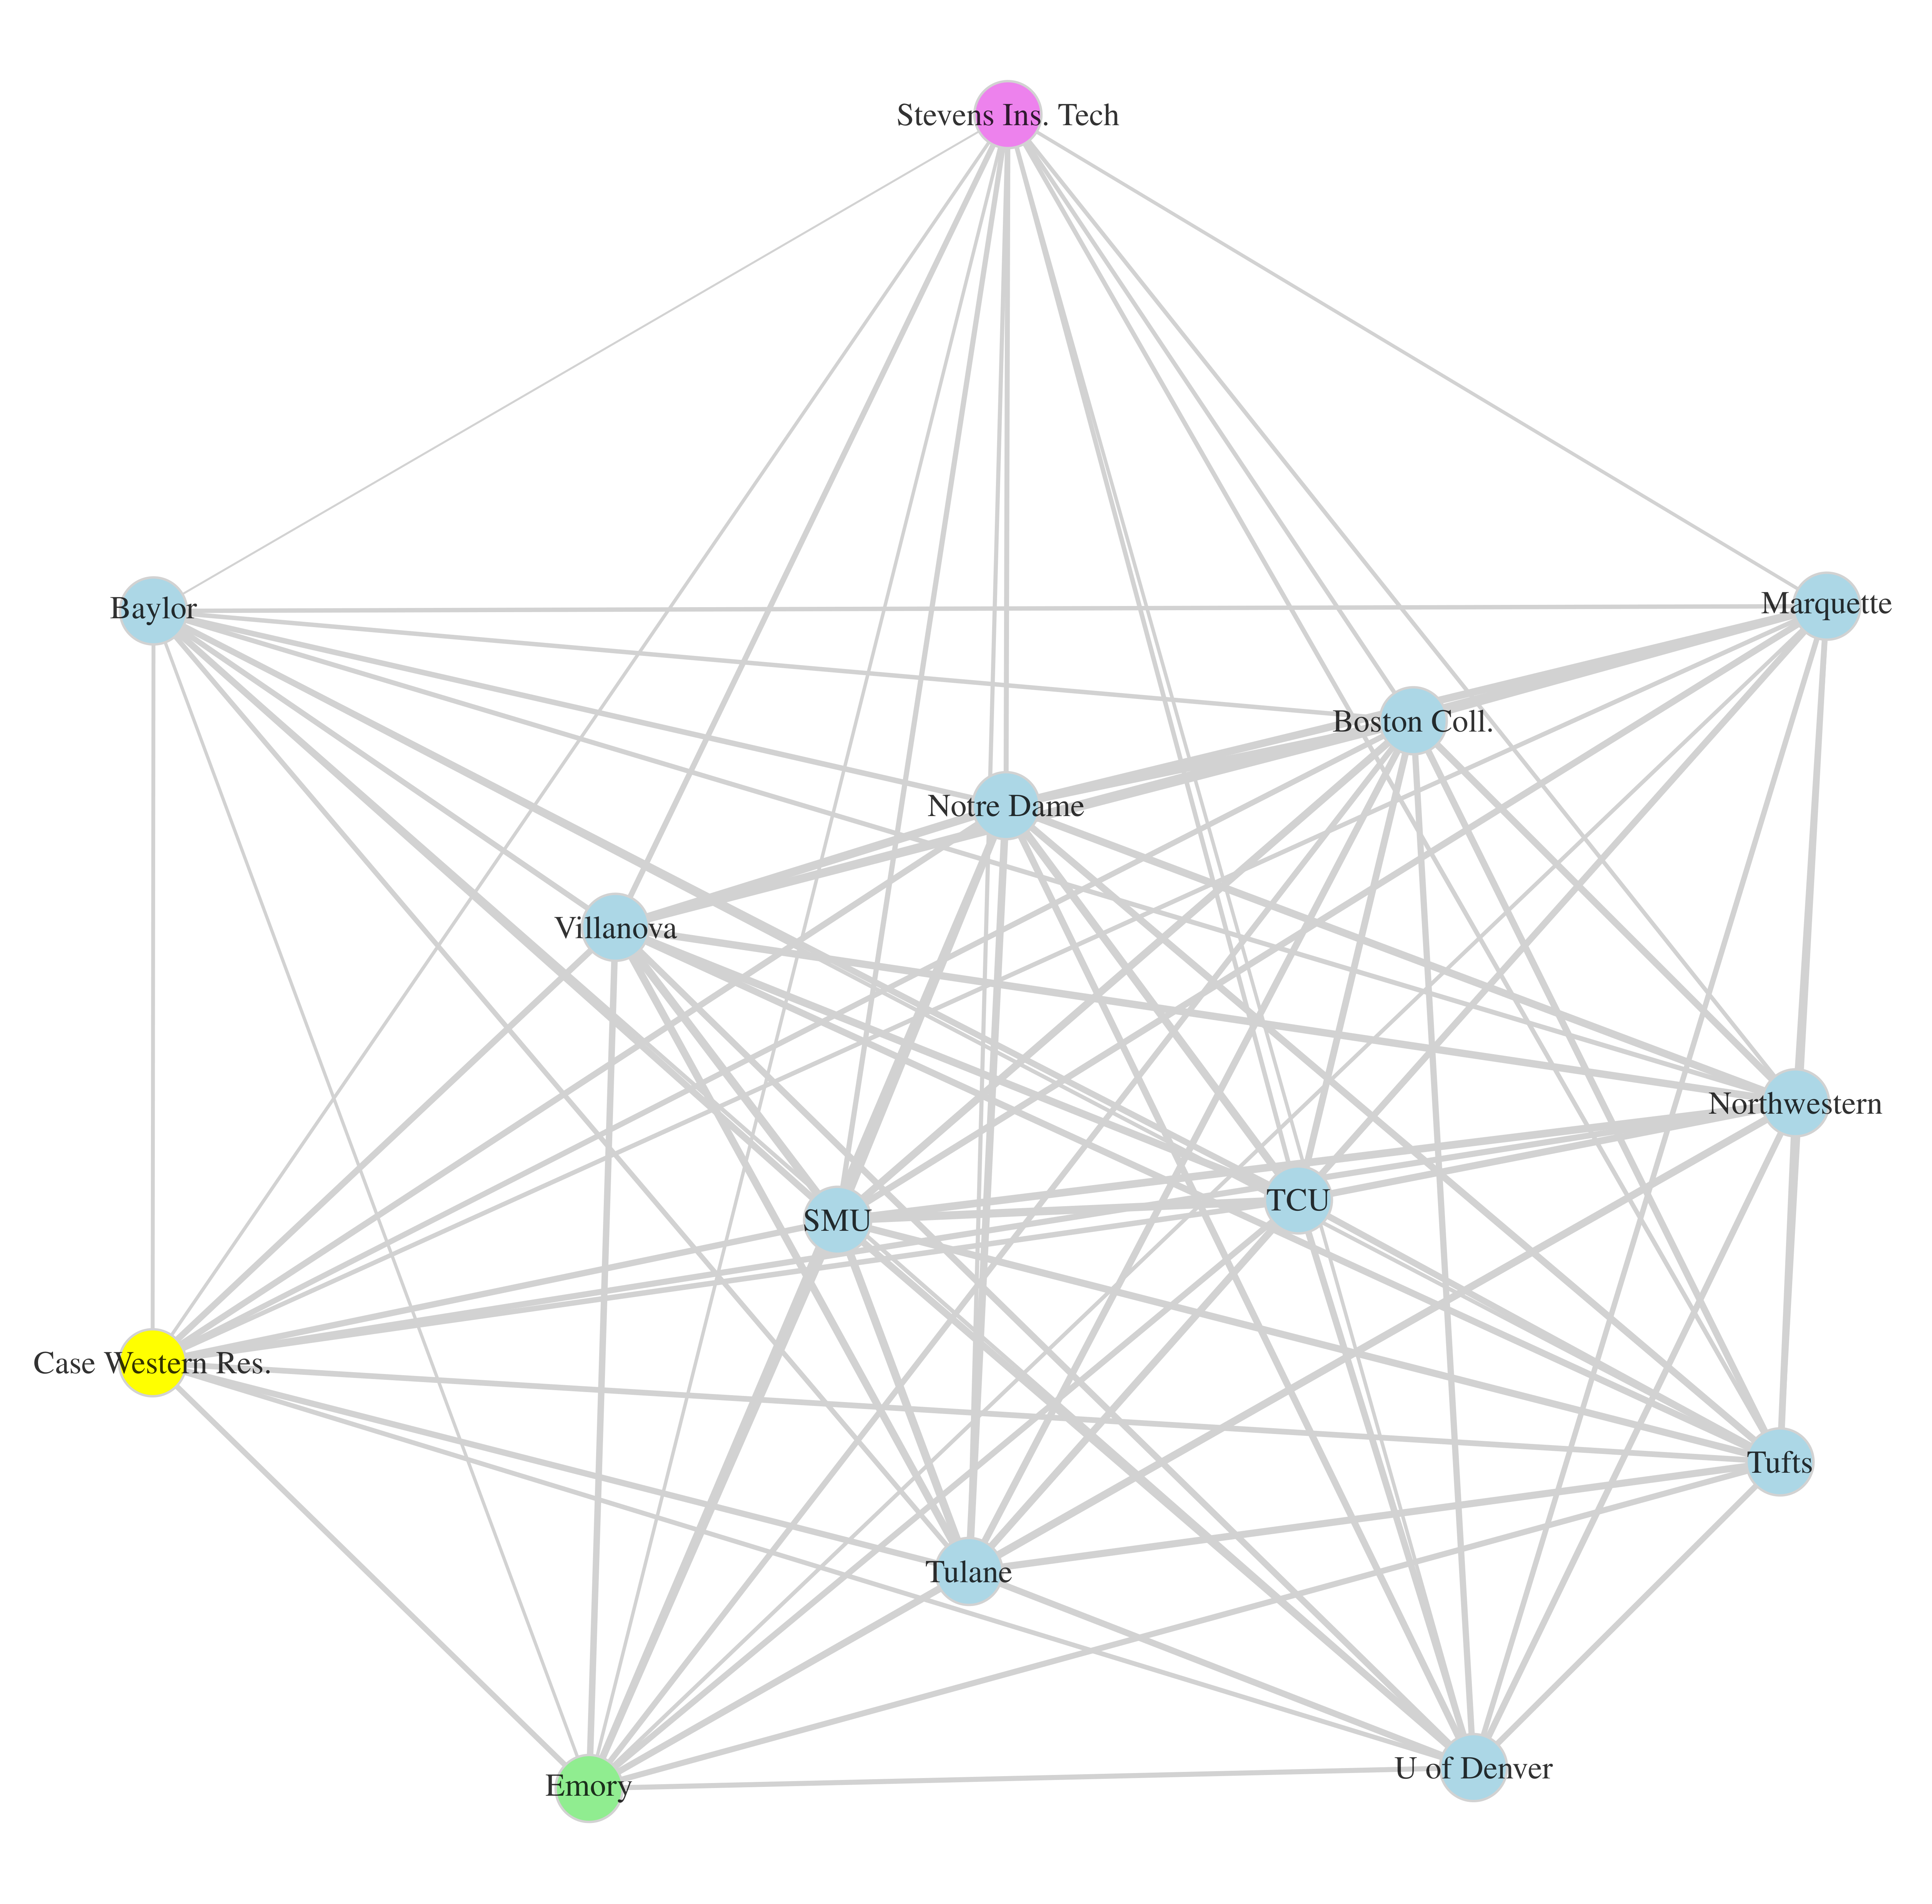 Stevens Ins. Tech
Baylor
Marquette
Boston Coll.
Notre Dame
Villanova
Northwestern
TCU
SMU
Case Western Res.
Tufts
Tulane
U of Denver
Emory